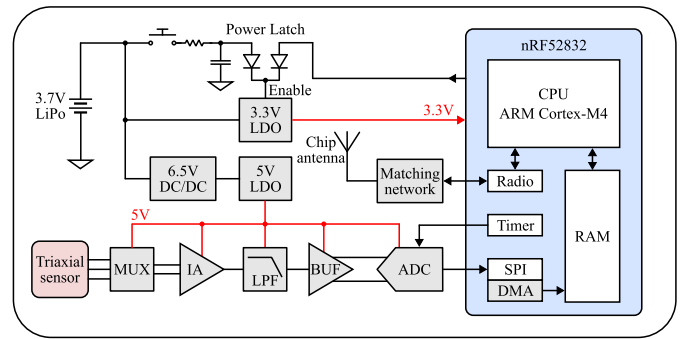 Power Latch
nRF52832
3.7V
LiPo
Enable
CPU
ARM Cortex-M4
3.3V
LDO
3.3V
Chip
antenna
6.5V
DC/DC
5V
LDO
Matching
network
Radio
RAM
5V
Timer
Triaxial
sensor
MUX
IA
LPF
BUF
ADC
SPI
DMA